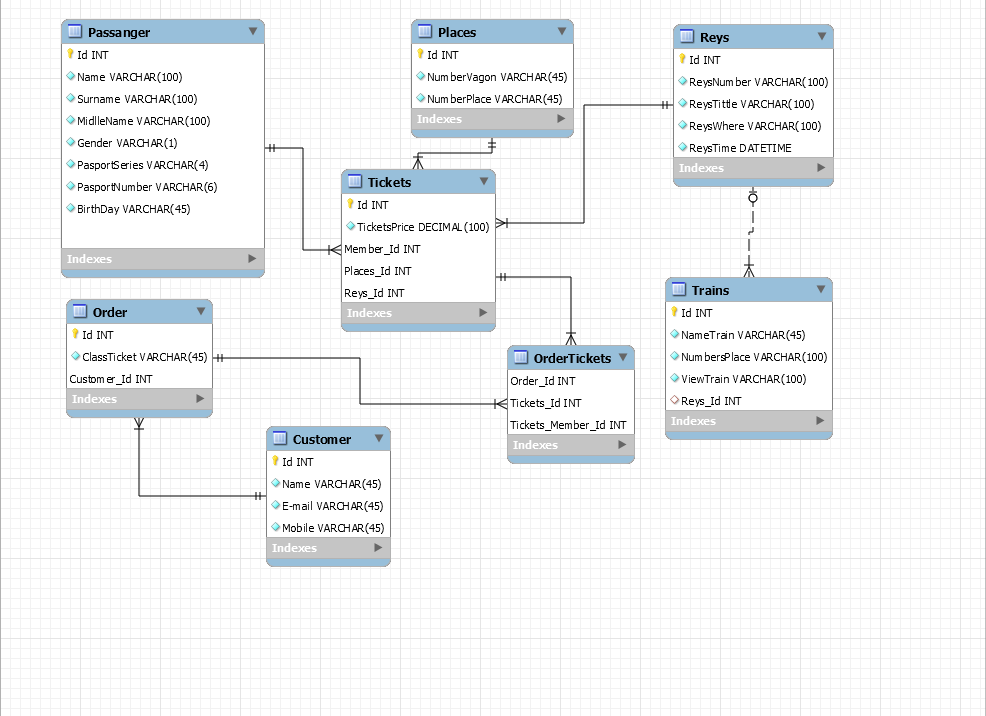 Passanger
Id INT
Name VARCHAR(100)
Surname VARCHAR(100)
MidlleName VARCHAR(100)
Gender VARCHAR(1)
PasportSeries VARCHAR(4)
PasportNumber VARCHAR(6)
BirthDay VARCHAR(45)
Indexes
Places
Id INT
NumberVagon VARCHAR(45)
NumberPlace VARCHAR(45)
Indexes
Reys
Id INT
ReysNumber VARCHAR(100)
ReysTittle VARCHAR(100)
ReysWhere VARCHAR(100)
ReysTime DATETIME
Indexes
Tickets
Id INT
TicketsPrice DECIMAL(100)
Member_Id INT
Places_Id INT
Reys_Id INT
Indexes
Order
Id INT
ClassTicket VARCHAR(45)
Customer_Id INT
Indexes
OrderTickets
Order_Id INT
Tickets_Id INT
Tickets_Member_Id INT
Indexes
Trains
Id INT
NameTrain VARCHAR(45)
NumbersPlace VARCHAR(100)
ViewTrain VARCHAR(100)
Reys_Id INT
Indexes
Customer
Id INT
Name VARCHAR(45)
E-mail VARCHAR(45)
Mobile VARCHAR(45)
Indexes